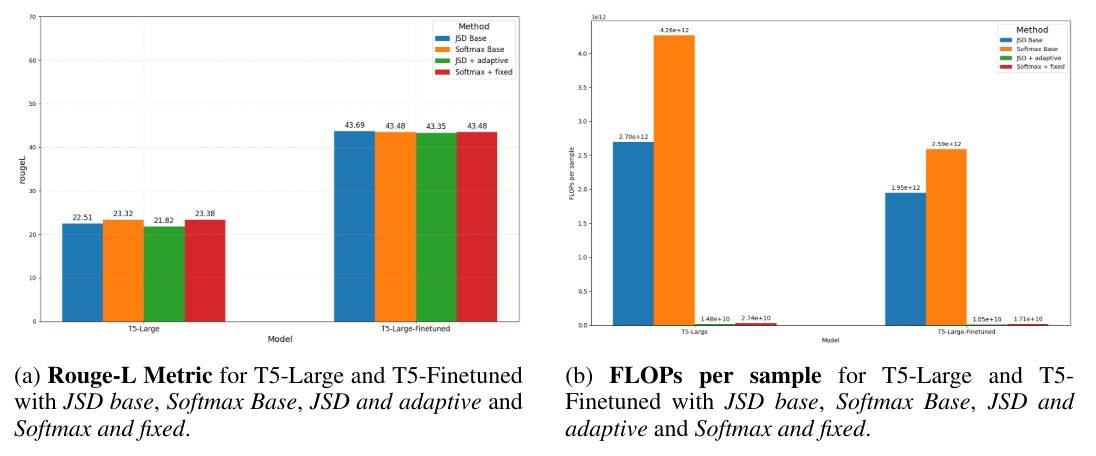 70
60
50
40
30
20
10
0
rougeL
Method
JSD Base
Softmax Base
JSD + adaptive
Softmax + fixed
22.51 23.32 21.82 23.38
43.69 43.48 43.35 43.48
T5-Large T5-Large-Finetuned
Model
1e12
4.0
3.5
3.0
2.5
2.0
1.5
1.0
0.5
0.0
FLOPs per sample
Method
JSD Base
Softmax Base
JSD + adaptive
Softmax + fixed
2.70e+12 4.26e+12 1.48e+10 2.74e+10
1.95e+12 2.59e+12 1.05e+10 1.71e+10
T5-Large T5-Large-Finetuned
Model
(a) Rouge-L Metric for T5-Large and T5-Finetuned
with JSD base, Softmax Base, JSD and adaptive and
Softmax and fixed.
(b) FLOPs per sample for T5-Large and T5-
Finetuned with JSD base, Softmax Base, JSD and
adaptive and Softmax and fixed.